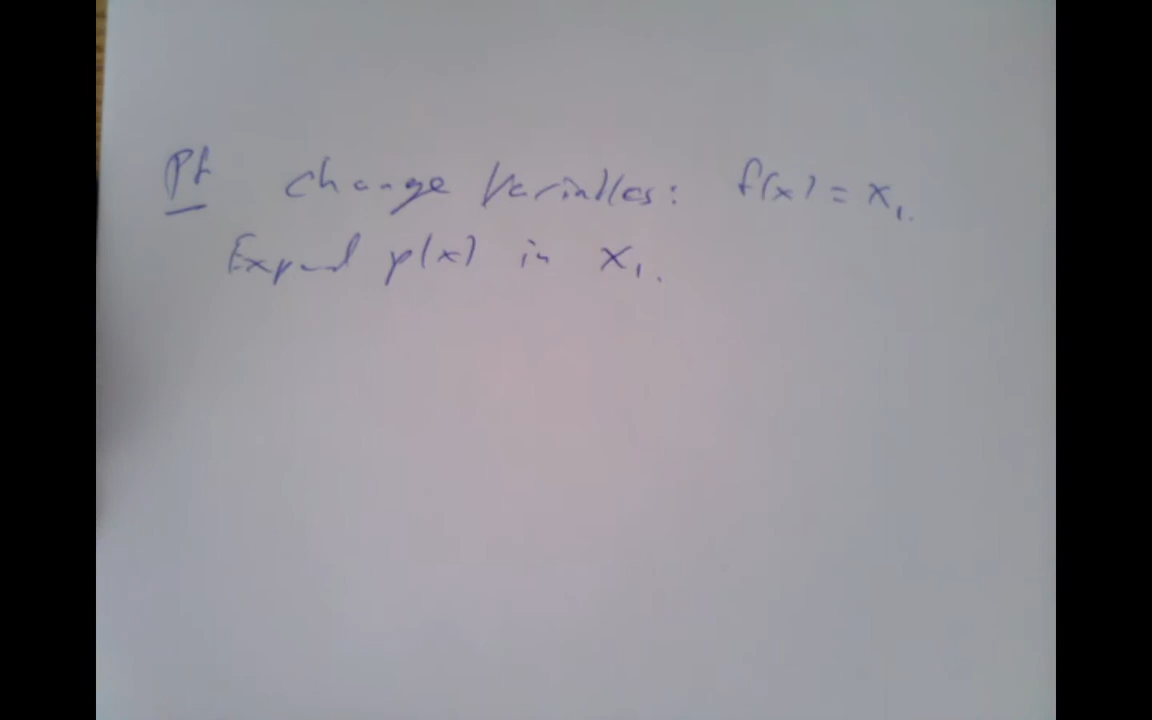 Pf change variables: f(x) = x₁.
Expand p(x) in x₁.